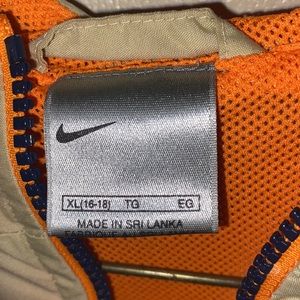 XL(16-18) TG EG
MADE IN SRI LANKA